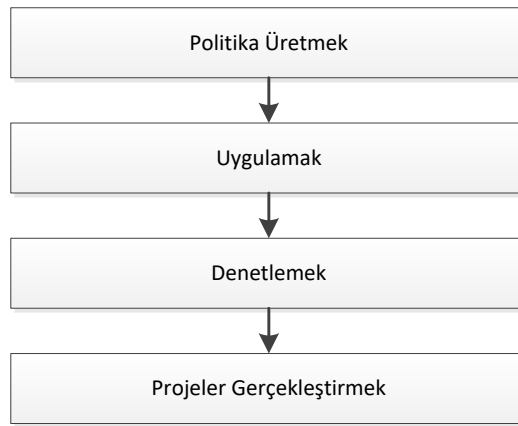 Politika Üretmek
Uygulamak
Denetlemek
Projeler Gerçekleştirmek